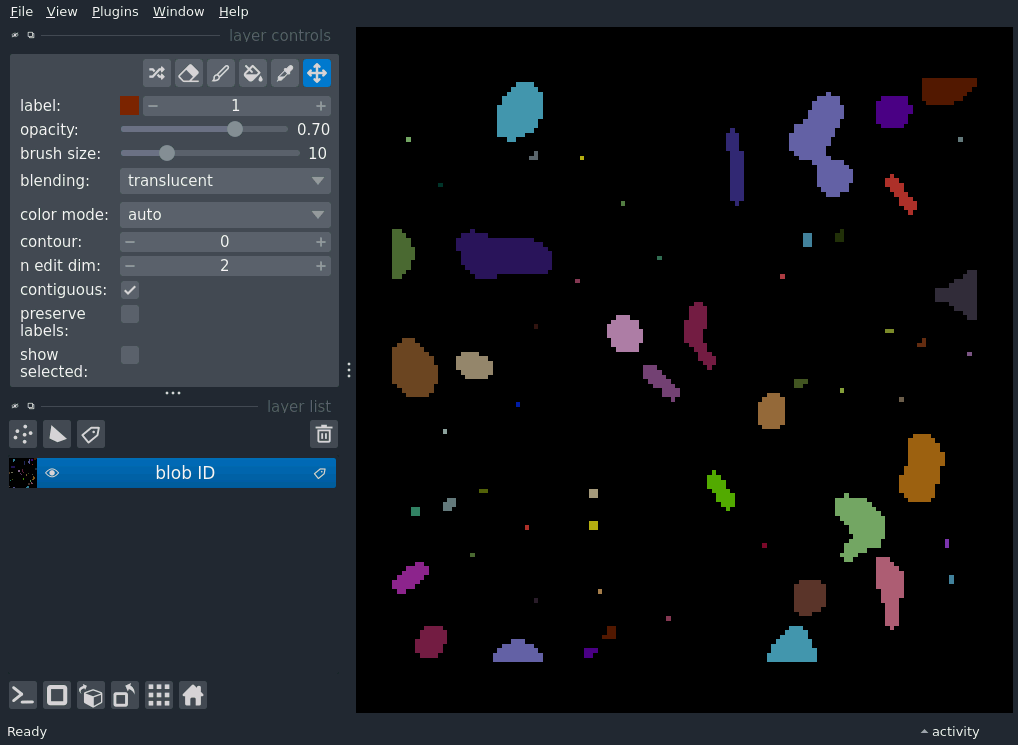 File View Plugins Window Help
layer controls
label: 1
opacity: 0.70
brush size: 10
blending: translucent
color mode: auto
contour: 0
n edit dim: 2
contiguous:
preserve
labels:
show
selected:
layer list
blob ID
Ready
activity